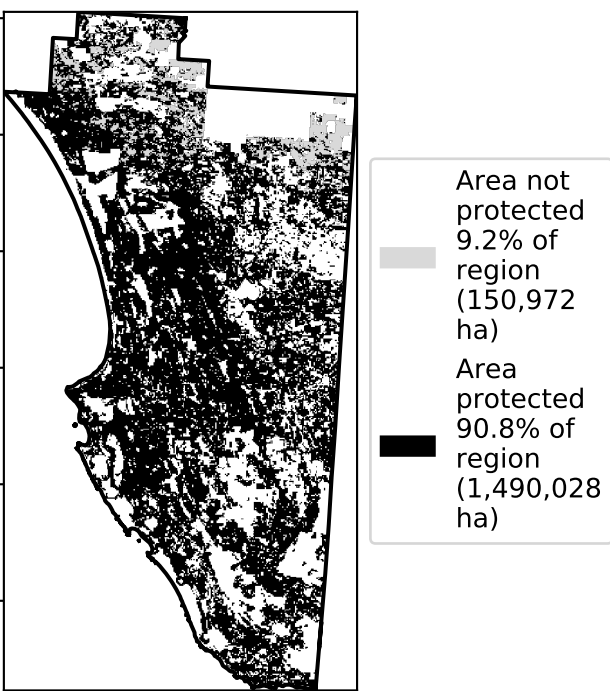 Area not
protected
9.2% of
region
(150,972
ha)
Area
protected
90.8% of
region
(1,490,028
ha)